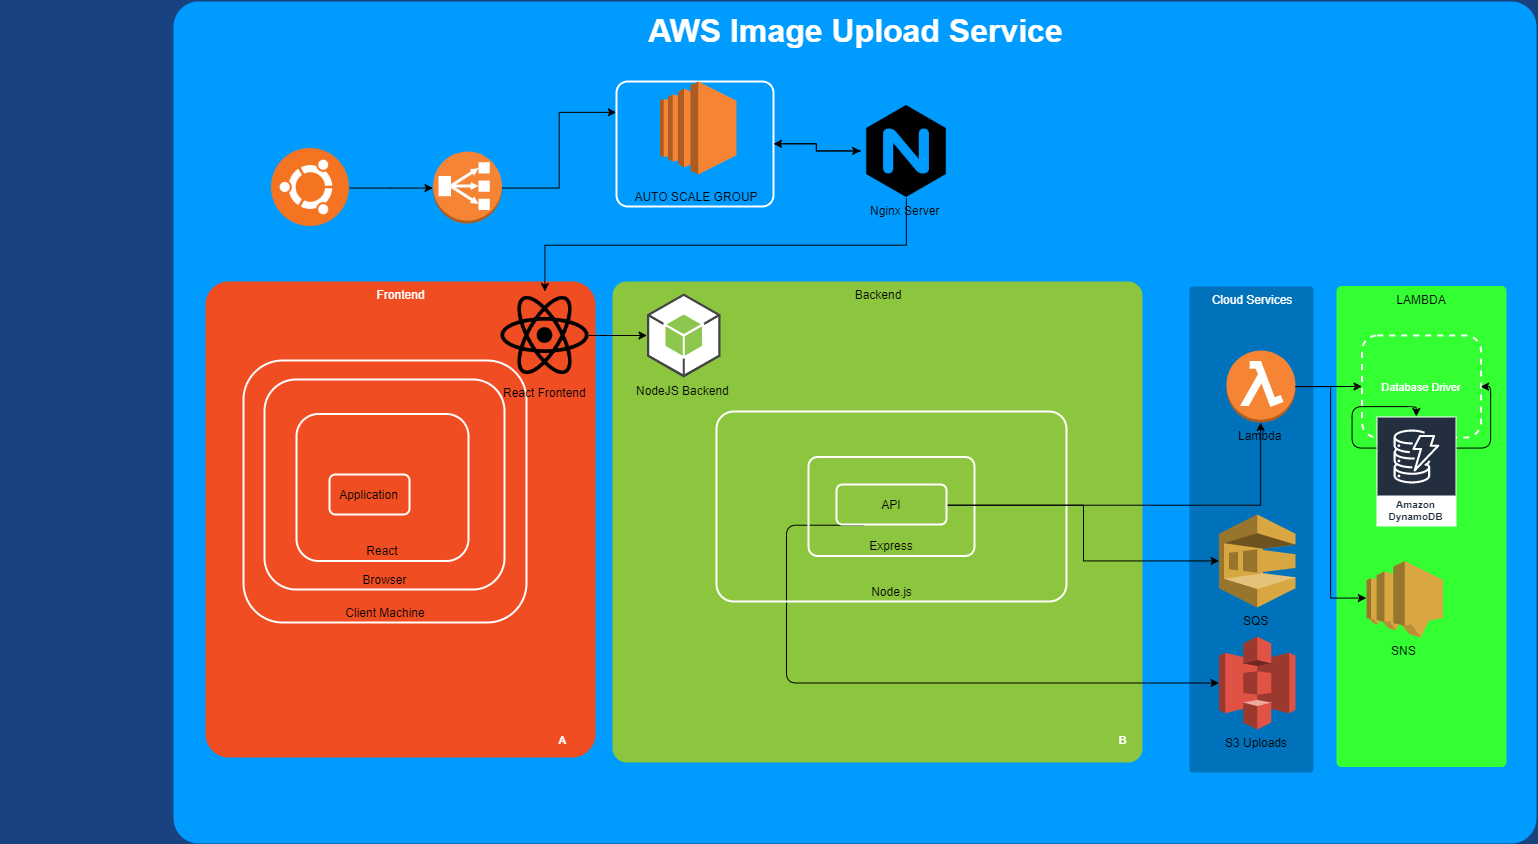 AWS Image Upload Service
AUTO SCALE GROUP
Nginx Server
Frontend
React Frontend
Application
React
Browser
Client Machine
A
Backend
NodeJS Backend
API
Express
Node.js
B
Cloud Services
Lambda
SQS
S3 Uploads
LAMBDA
Database Driver
Amazon
DynamoDB
SNS